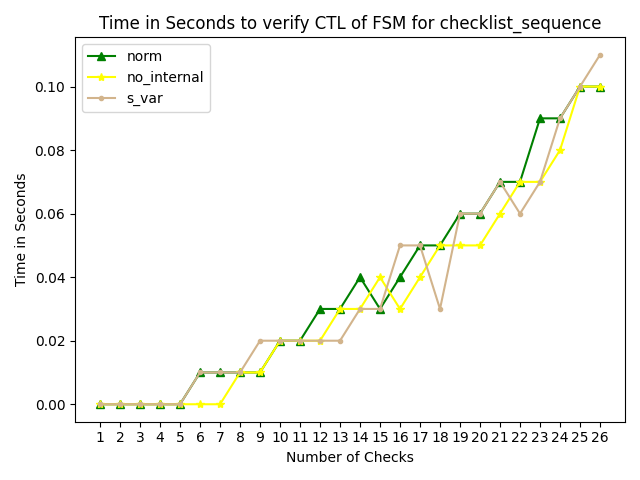 Time in Seconds to verify CTL of FSM for checklist_sequence
norm
no_internal
s_var
Time in Seconds
0.10
0.08
0.06
0.04
0.02
0.00
1 2 3 4 5 6 7 8 9 10 11 12 13 14 15 16 17 18 19 20 21 22 23 24 25 26
Number of Checks